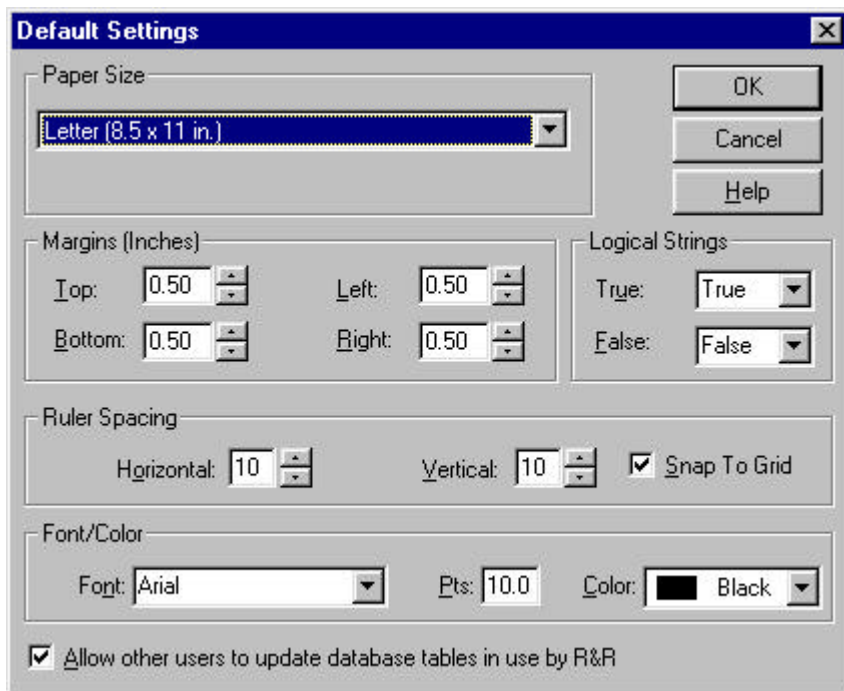 Default Settings
Paper Size
Letter (8.5 x 11 in.)
OK
Cancel
Help
Margins (Inches)
Top: 0.50 Left: 0.50
Bottom: 0.50 Right: 0.50
Logical Strings
True: True
False: False
Ruler Spacing
Horizontal: 10 Vertical: 10 Snap To Grid
Font/Color
Font: Arial Pts: 10.0 Color: Black
Allow other users to update database tables in use by R&R